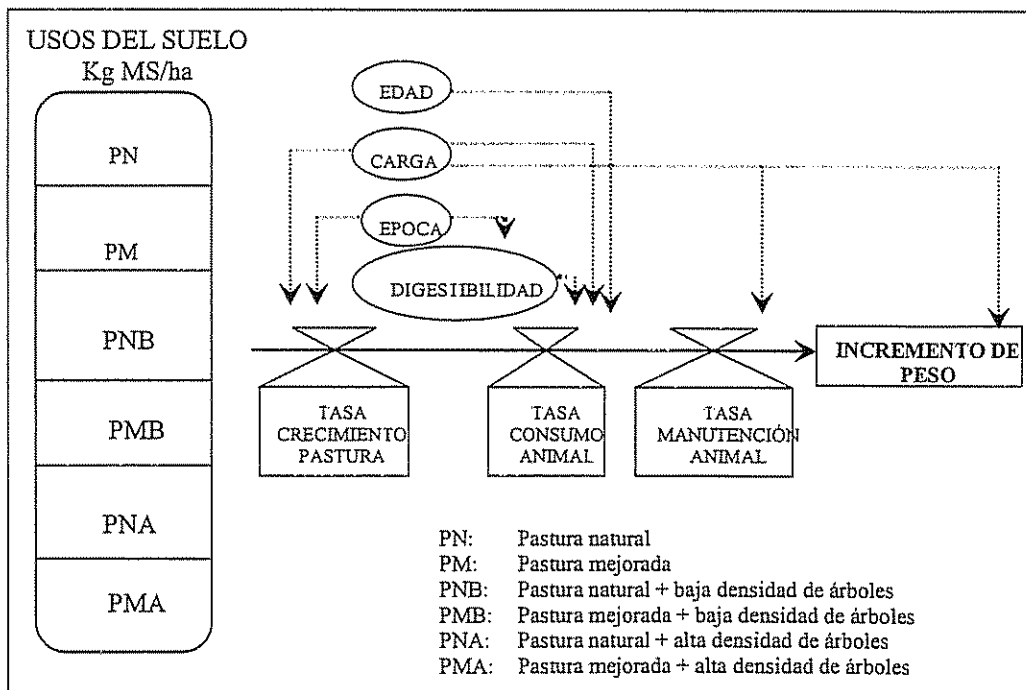 USOS DEL SUELO
Kg MS/ha
PN
PM
PNB
PMB
PNA
PMA
EDAD
CARGA
EPOCA
DIGESTIBILIDAD
TASA
CRECIMIENTO
PASTURA
TASA
CONSUMO
ANIMAL
TASA
MANUTENCIÓN
ANIMAL
INCREMENTO DE
PESO
PN: Pastura natural
PM: Pastura mejorada
PNB: Pastura natural + baja densidad de árboles
PMB: Pastura mejorada + baja densidad de árboles
PNA: Pastura natural + alta densidad de árboles
PMA: Pastura mejorada + alta densidad de árboles